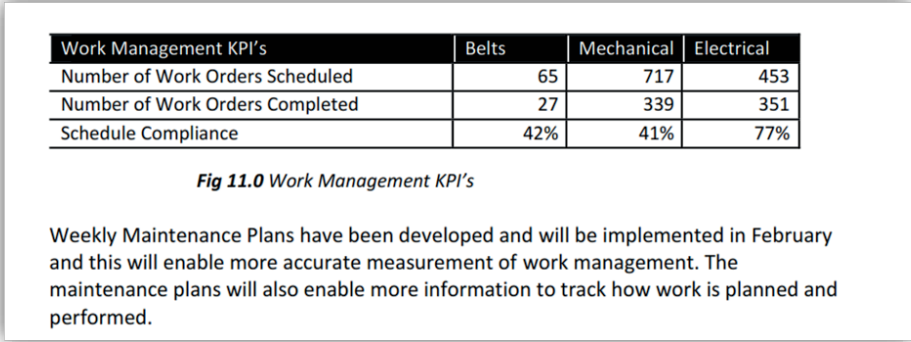 Work Management KPI’s Belts Mechanical Electrical
Number of Work Orders Scheduled 65 717 453
Number of Work Orders Completed 27 339 351
Schedule Compliance 42% 41% 77%
Fig 11.0 Work Management KPI’s
Weekly Maintenance Plans have been developed and will be implemented in February
and this will enable more accurate measurement of work management. The
maintenance plans will also enable more information to track how work is planned and
performed.